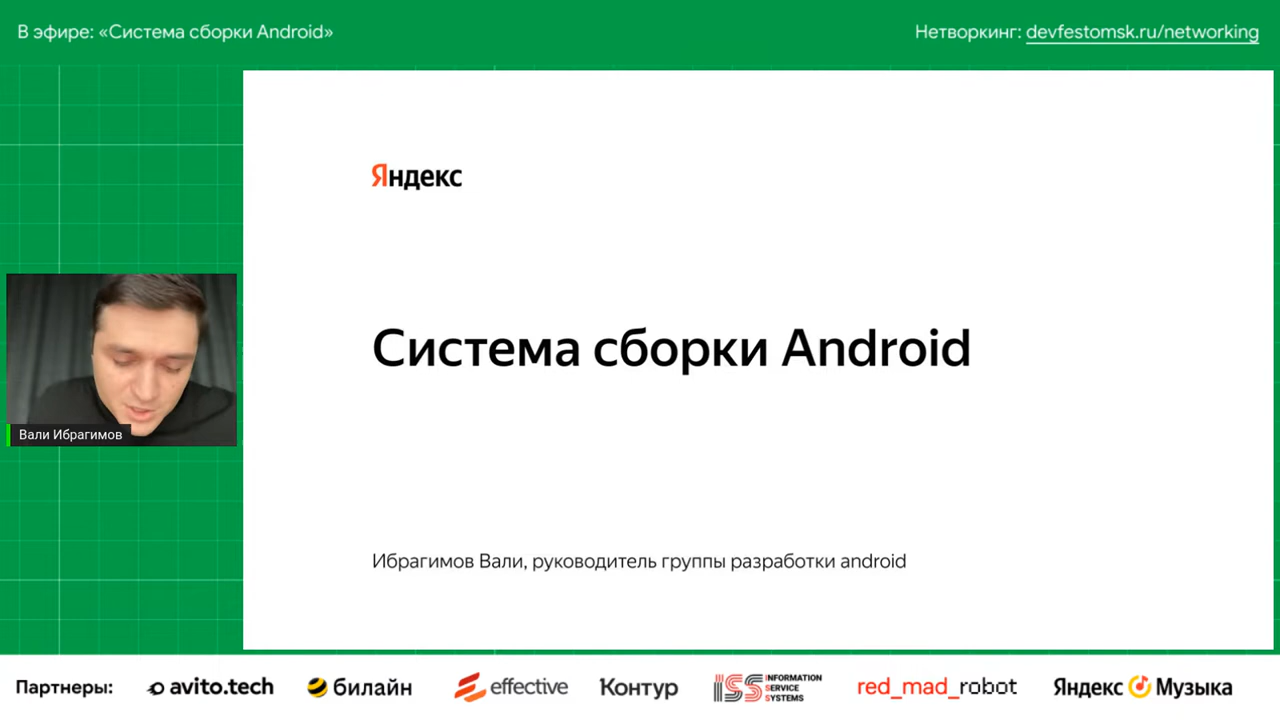 В эфире: «Система сборки Android»
Нетворкинг: devfestomsk.ru/networking
Яндекс
Система сборки Android
Вали Ибрагимов
Ибрагимов Вали, руководитель группы разработки android
Партнеры: avito.tech билайн effective Контур ISS INFORMATION SERVICE SYSTEMS red_mad_robot Яндекс Музыка